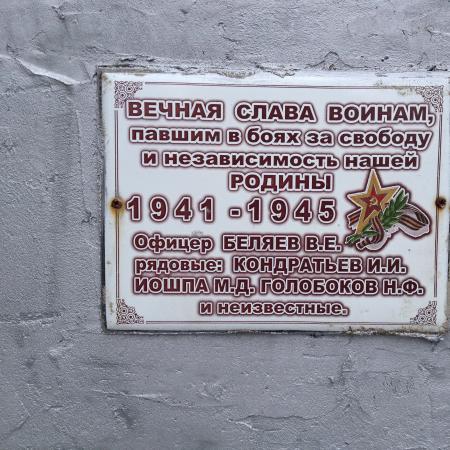 ВЕЧНАЯ СЛАВА ВОИНАМ,
павшим в боях за свободу
и независимость нашей
РОДИНЫ
1941 - 1945
Офицер БЕЛЯЕВ В.Е.
рядовые: КОНДРАТЬЕВ И.И.
ИОШПА М.Д. ГОЛОБОКОВ Н.Ф.
и неизвестные.